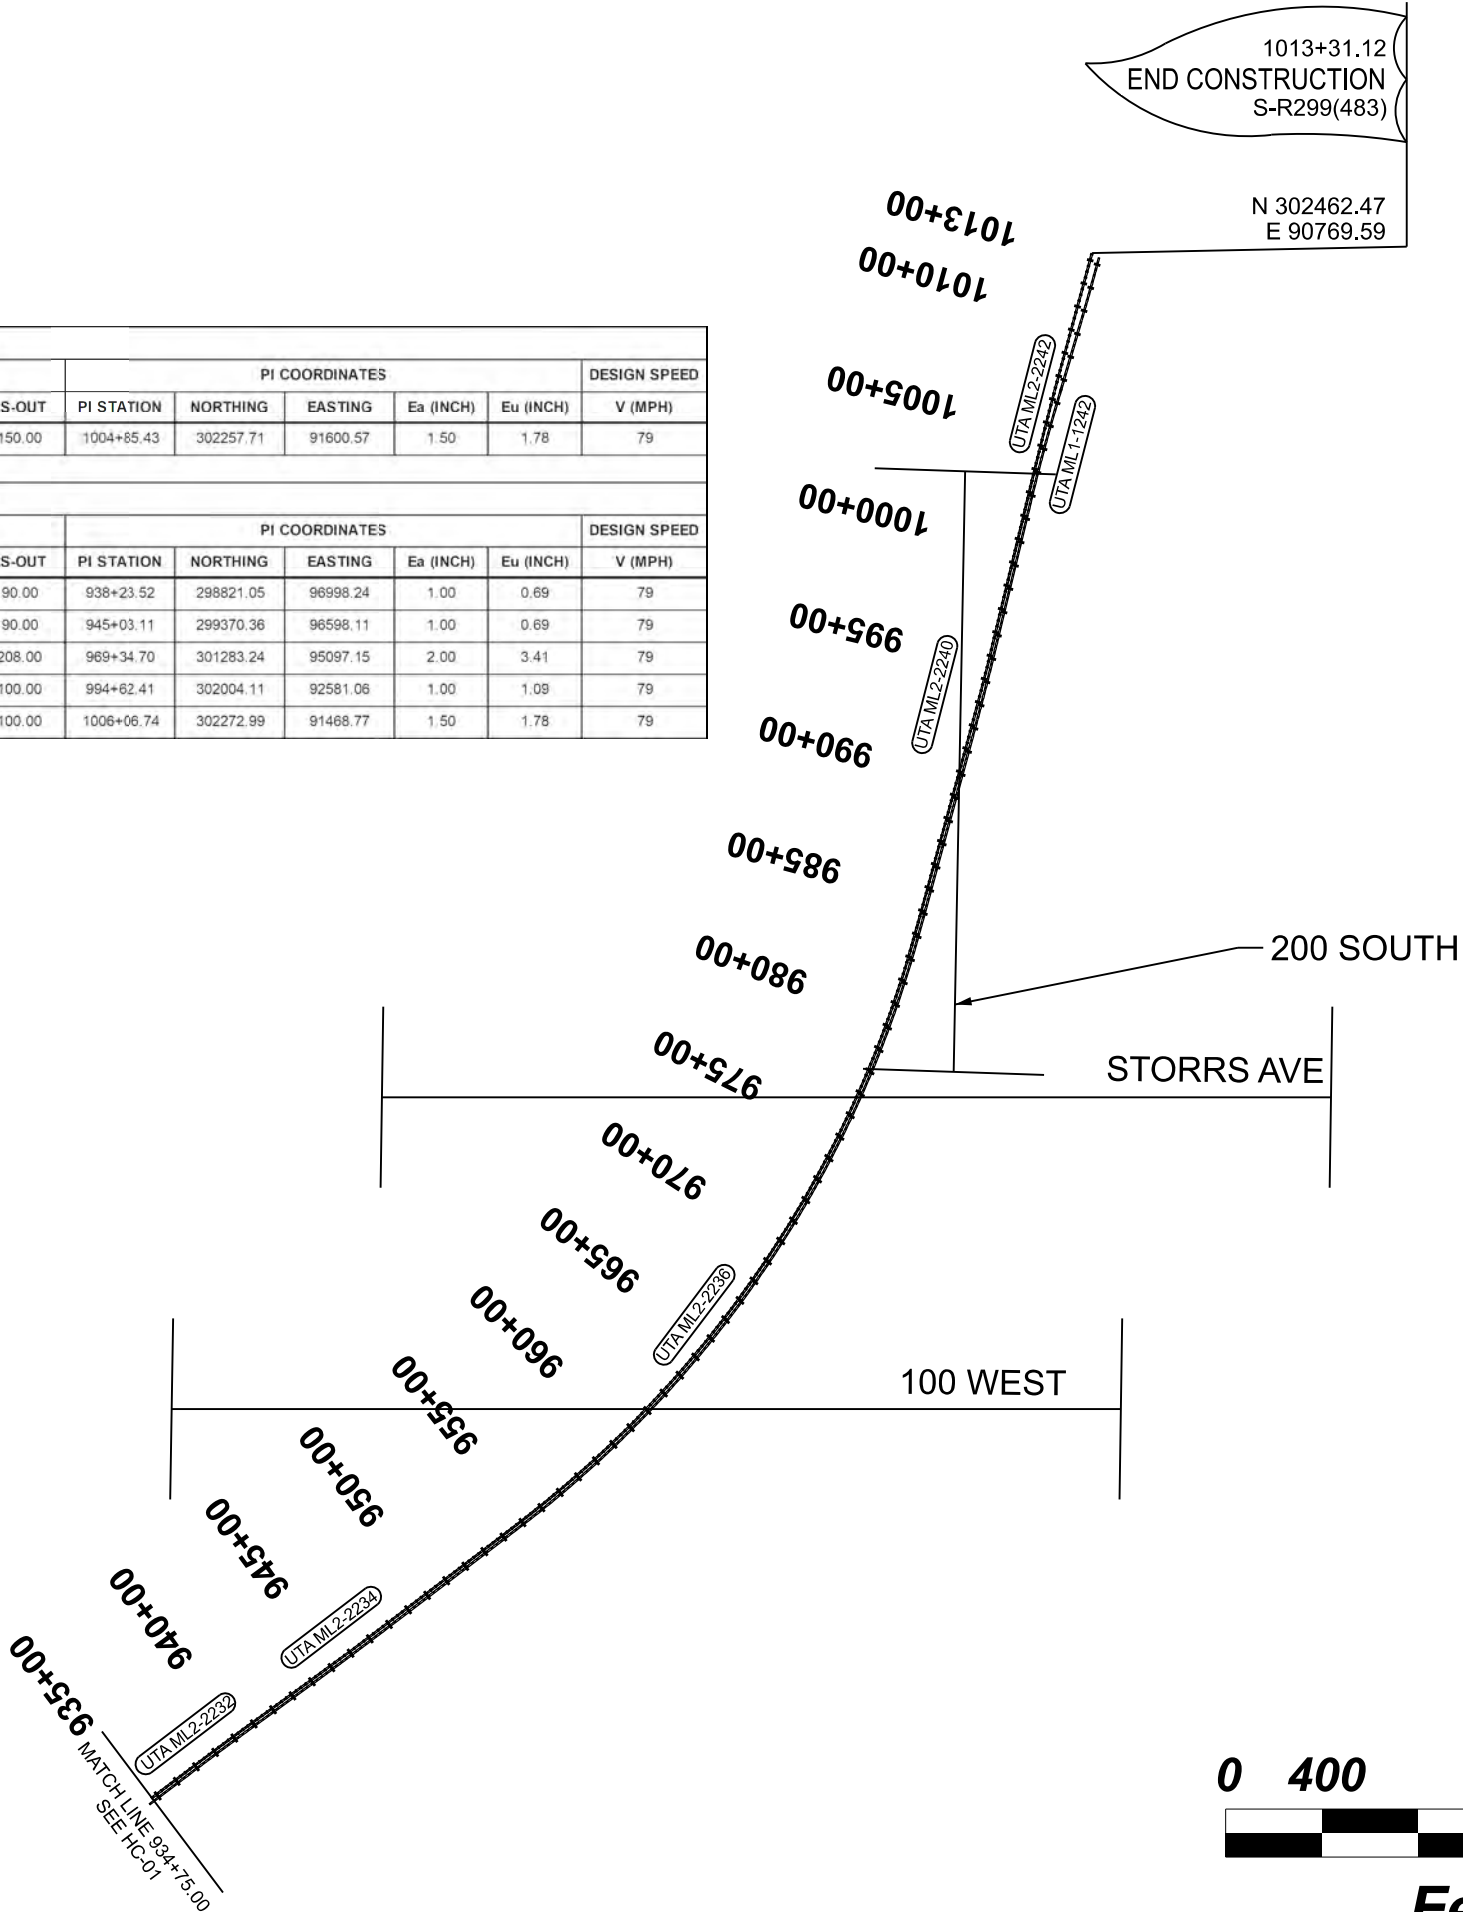 1013+31.12
END CONSTRUCTION
S-R299(483)
N 302462.47
E 90769.59
1013+00
1010+00
1005+00
1000+00
995+00
990+00
985+00
980+00
975+00
970+00
965+00
960+00
955+00
950+00
945+00
940+00
935+00
UTA ML2-2242
UTA ML1-1242
UTA ML2-2240
UTA ML2-2236
UTA ML2-2234
UTA ML2-2232
PI COORDINATES DESIGN SPEED
S-OUT PI STATION NORTHING EASTING Ea (INCH) Eu (INCH) V (MPH)
150.00 1004+85.43 302257.71 91600.57 1.50 1.78 79
PI COORDINATES DESIGN SPEED
S-OUT PI STATION NORTHING EASTING Ea (INCH) Eu (INCH) V (MPH)
90.00 938+23.52 298821.05 96998.24 1.00 0.69 79
90.00 945+03.11 299370.36 96598.11 1.00 0.69 79
208.00 969+34.70 301283.24 95097.15 2.00 3.41 79
100.00 994+62.41 302004.11 92581.06 1.00 1.09 79
100.00 1006+06.74 302272.99 91468.77 1.50 1.78 79
200 SOUTH
STORRS AVE
100 WEST
MATCH LINE 934+75.00
SEE HC-01
0 400